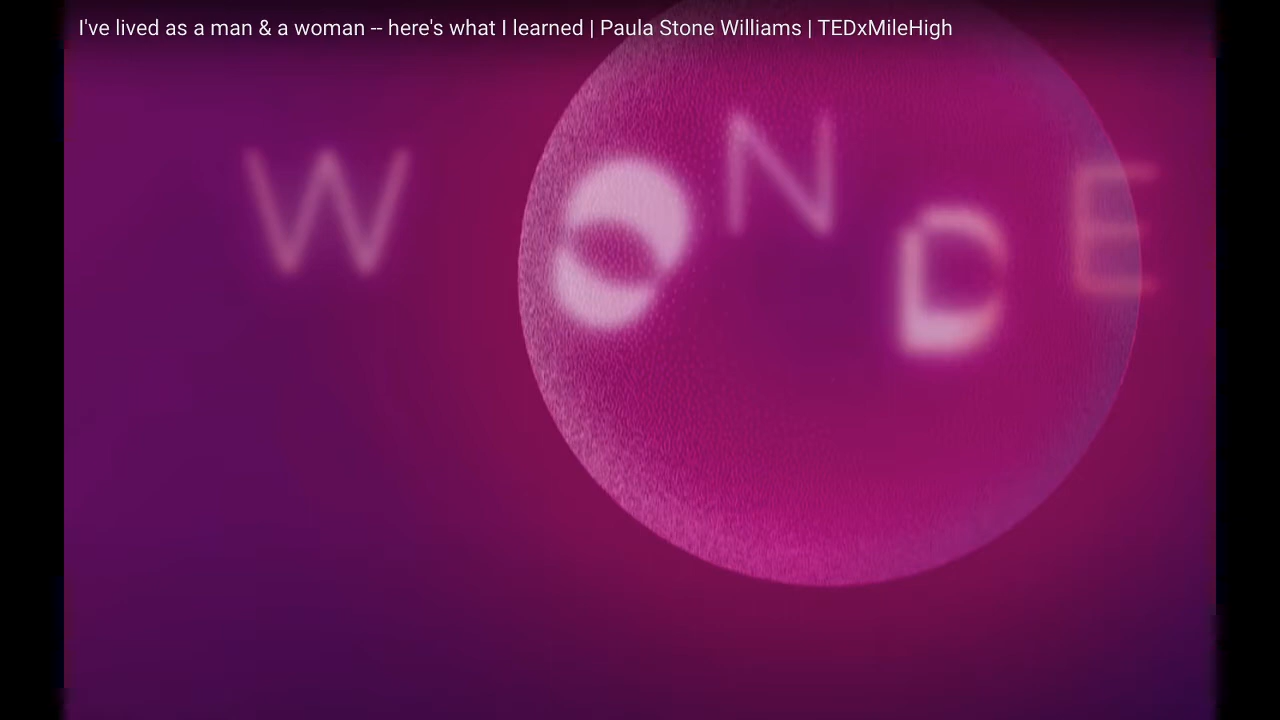 I've lived as a man & a woman -- here's what I learned | Paula Stone Williams | TEDxMileHigh
W O N D E